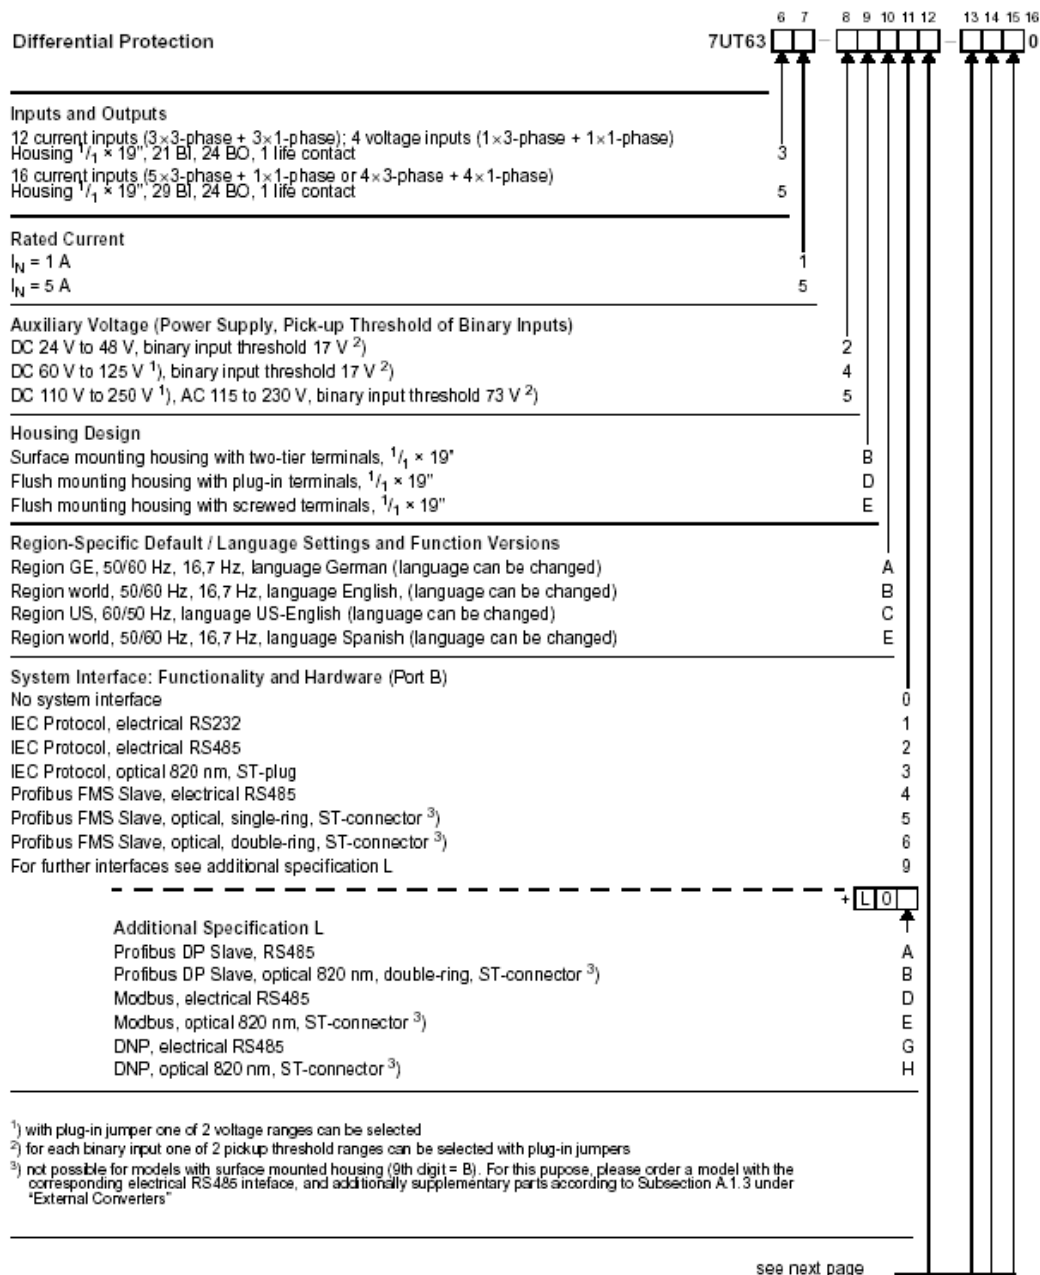 6 7 8 9 10 11 12 13 14 15 16
Differential Protection 7UT63 – – 0
Inputs and Outputs
12 current inputs (3×3-phase + 3×1-phase); 4 voltage inputs (1×3-phase + 1×1-phase)
Housing 1/1 × 19", 21 BI, 24 BO, 1 life contact 3
16 current inputs (5×3-phase + 1×1-phase or 4×3-phase + 4×1-phase)
Housing 1/1 × 19", 29 BI, 24 BO, 1 life contact 5
Rated Current
IN = 1 A 1
IN = 5 A 5
Auxiliary Voltage (Power Supply, Pick-up Threshold of Binary Inputs)
DC 24 V to 48 V, binary input threshold 17 V 2) 2
DC 60 V to 125 V 1), binary input threshold 17 V 2) 4
DC 110 V to 250 V 1), AC 115 to 230 V, binary input threshold 73 V 2) 5
Housing Design
Surface mounting housing with two-tier terminals, 1/1 × 19" B
Flush mounting housing with plug-in terminals, 1/1 × 19" D
Flush mounting housing with screwed terminals, 1/1 × 19" E
Region-Specific Default / Language Settings and Function Versions
Region GE, 50/60 Hz, 16,7 Hz, language German (language can be changed) A
Region world, 50/60 Hz, 16,7 Hz, language English, (language can be changed) B
Region US, 60/50 Hz, language US-English (language can be changed) C
Region world, 50/60 Hz, 16,7 Hz, language Spanish (language can be changed) E
System Interface: Functionality and Hardware (Port B)
No system interface 0
IEC Protocol, electrical RS232 1
IEC Protocol, electrical RS485 2
IEC Protocol, optical 820 nm, ST-plug 3
Profibus FMS Slave, electrical RS485 4
Profibus FMS Slave, optical, single-ring, ST-connector 3) 5
Profibus FMS Slave, optical, double-ring, ST-connector 3) 6
For further interfaces see additional specification L 9
+ L 0
Additional Specification L
Profibus DP Slave, RS485 A
Profibus DP Slave, optical 820 nm, double-ring, ST-connector 3) B
Modbus, electrical RS485 D
Modbus, optical 820 nm, ST-connector 3) E
DNP, electrical RS485 G
DNP, optical 820 nm, ST-connector 3) H
1) with plug-in jumper one of 2 voltage ranges can be selected
2) for each binary input one of 2 pickup threshold ranges can be selected with plug-in jumpers
3) not possible for models with surface mounted housing (9th digit = B). For this pupose, please order a model with the
corresponding electrical RS485 inteface, and additionally supplementary parts according to Subsection A.1.3 under
"External Converters"
see next page